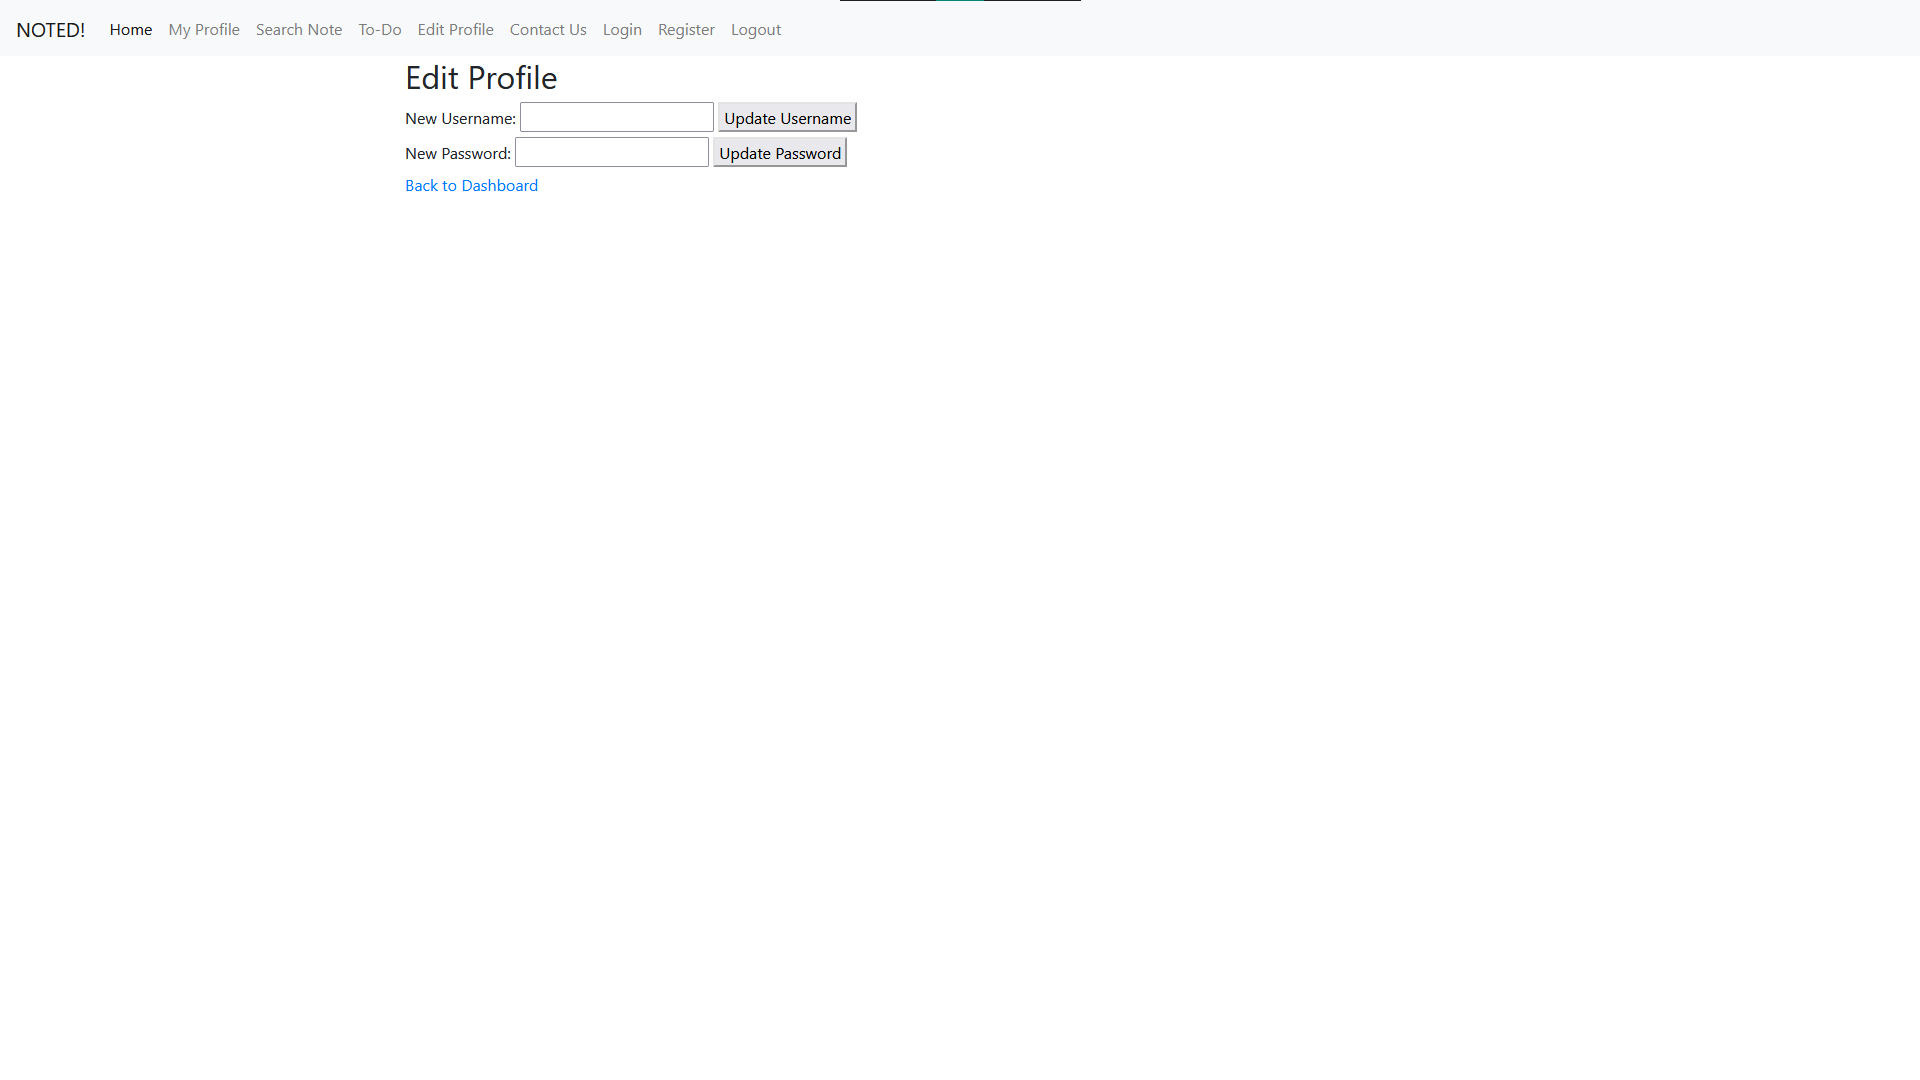 NOTED! Home My Profile Search Note To-Do Edit Profile Contact Us Login Register Logout
Edit Profile
New Username: Update Username
New Password: Update Password
Back to Dashboard